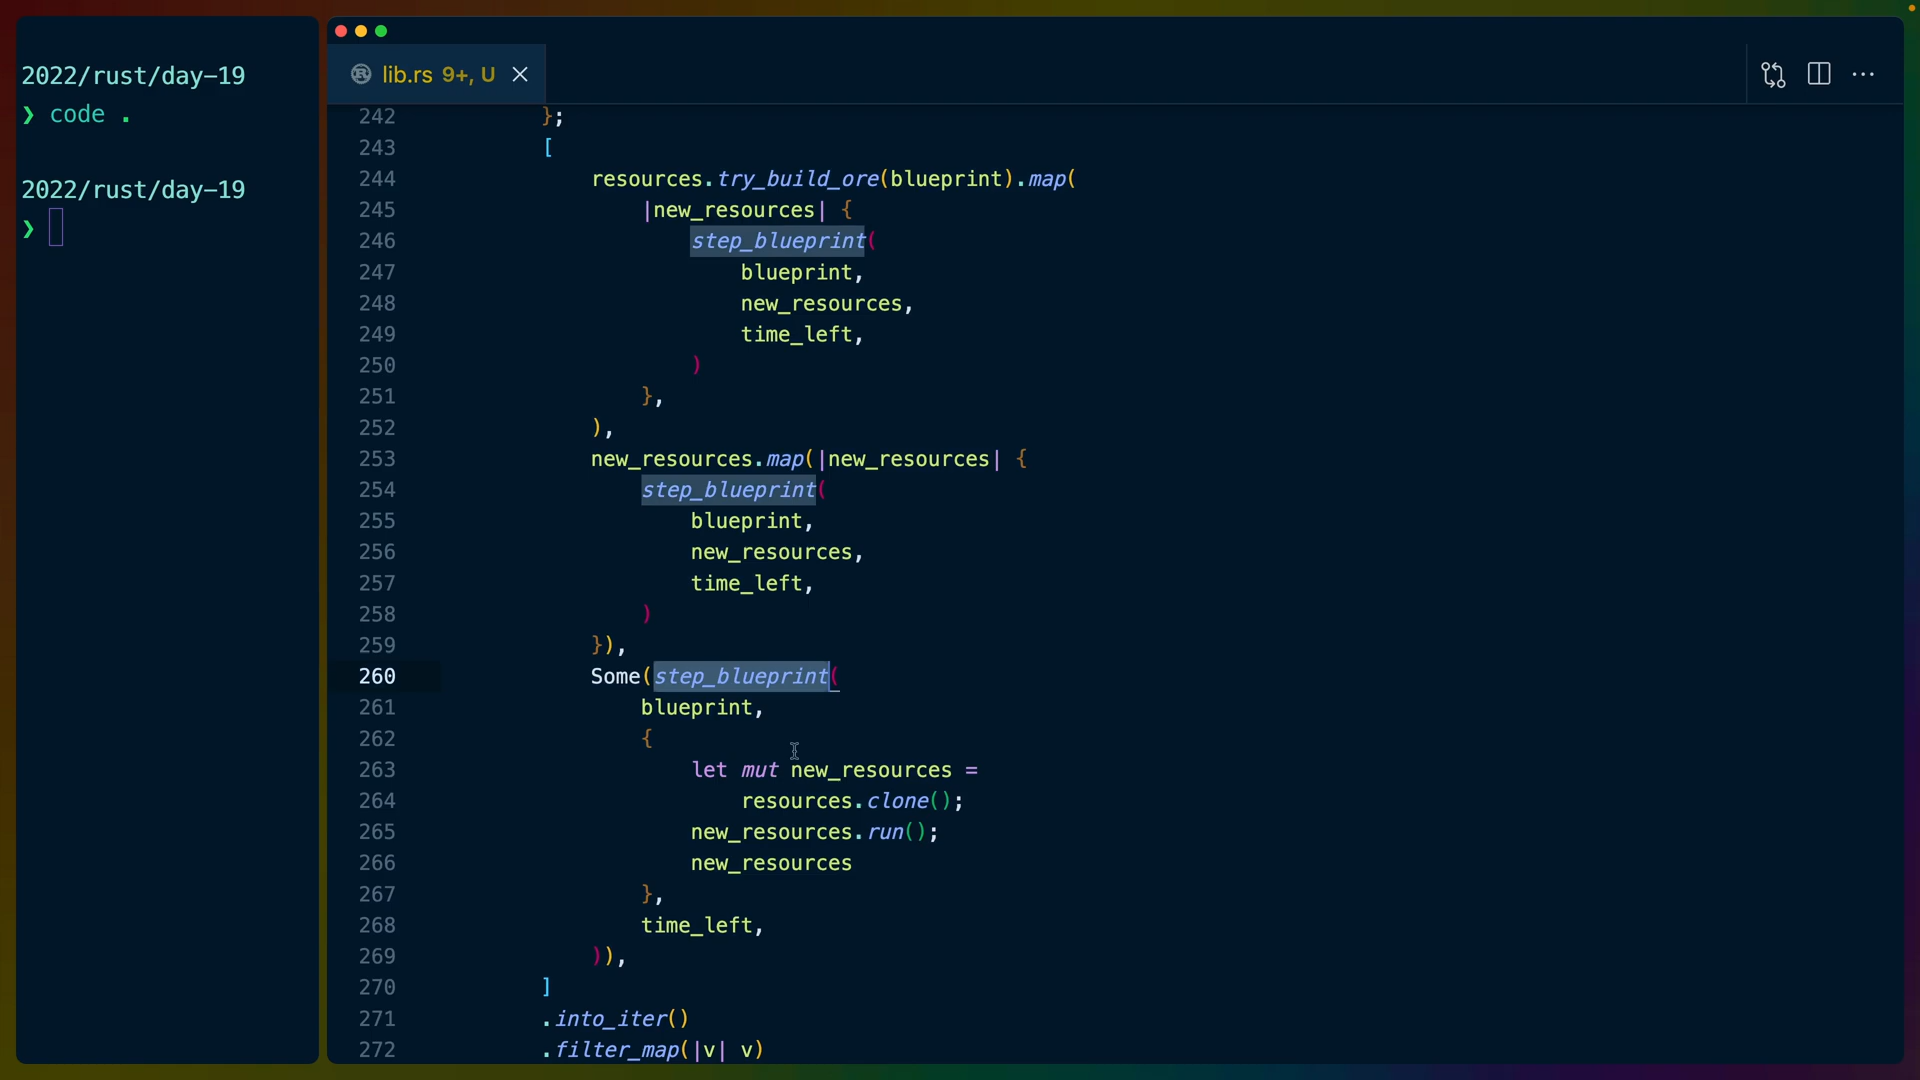 2022/rust/day-19
❯ code .
2022/rust/day-19
❯
lib.rs 9+, U
242 };
243 [
244 resources.try_build_ore(blueprint).map(
245 |new_resources| {
246 step_blueprint(
247 blueprint,
248 new_resources,
249 time_left,
250 )
251 },
252 ),
253 new_resources.map(|new_resources| {
254 step_blueprint(
255 blueprint,
256 new_resources,
257 time_left,
258 )
259 }),
260 Some(step_blueprint(
261 blueprint,
262 {
263 let mut new_resources =
264 resources.clone();
265 new_resources.run();
266 new_resources
267 },
268 time_left,
269 )),
270 ]
271 .into_iter()
272 .filter_map(|v| v)